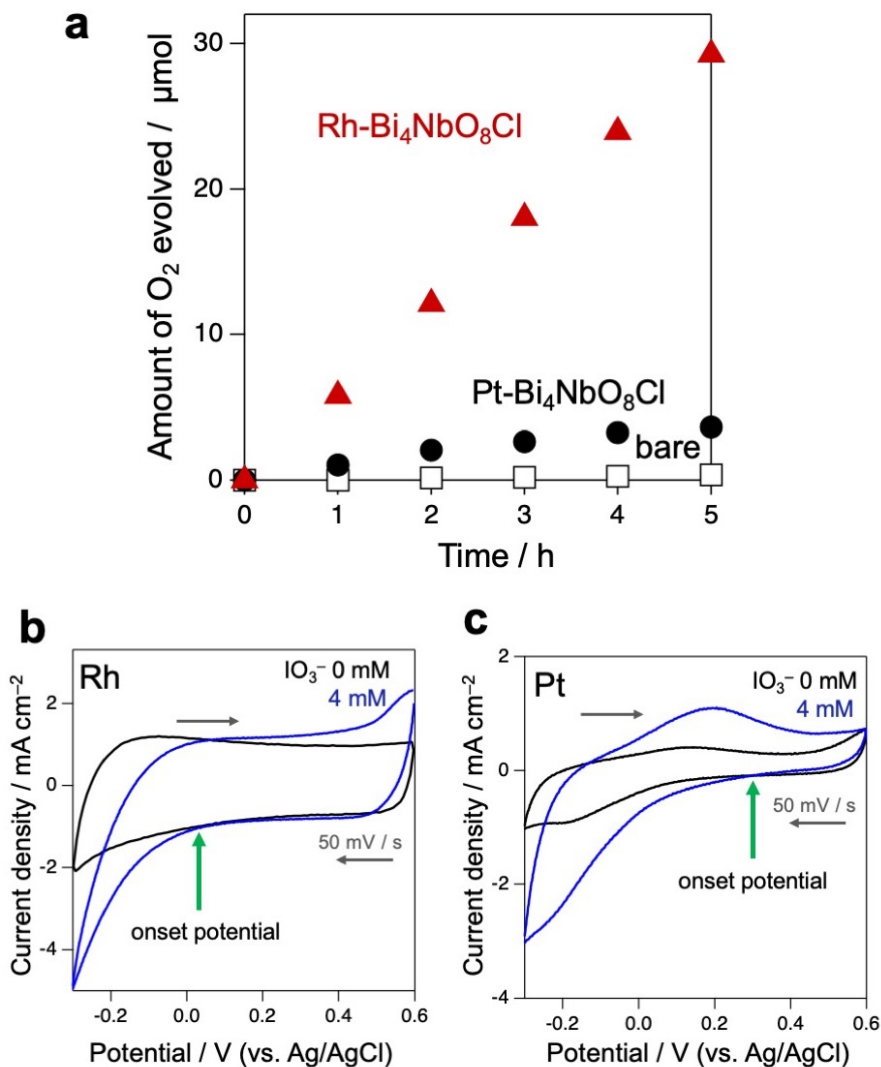 a
Amount of O₂ evolved / μmol
30
20
10
0
Rh-Bi₄NbO₈Cl
Pt-Bi₄NbO₈Cl
bare
0 1 2 3 4 5
Time / h
b
Rh
IO₃⁻ 0 mM
4 mM
50 mV / s
onset potential
Current density / mA cm⁻²
2
0
-2
-4
-0.2 0.0 0.2 0.4 0.6
Potential / V (vs. Ag/AgCl)
c
Pt
IO₃⁻ 0 mM
4 mM
50 mV / s
onset potential
Current density / mA cm⁻²
2
0
-2
-4
-0.2 0.0 0.2 0.4 0.6
Potential / V (vs. Ag/AgCl)